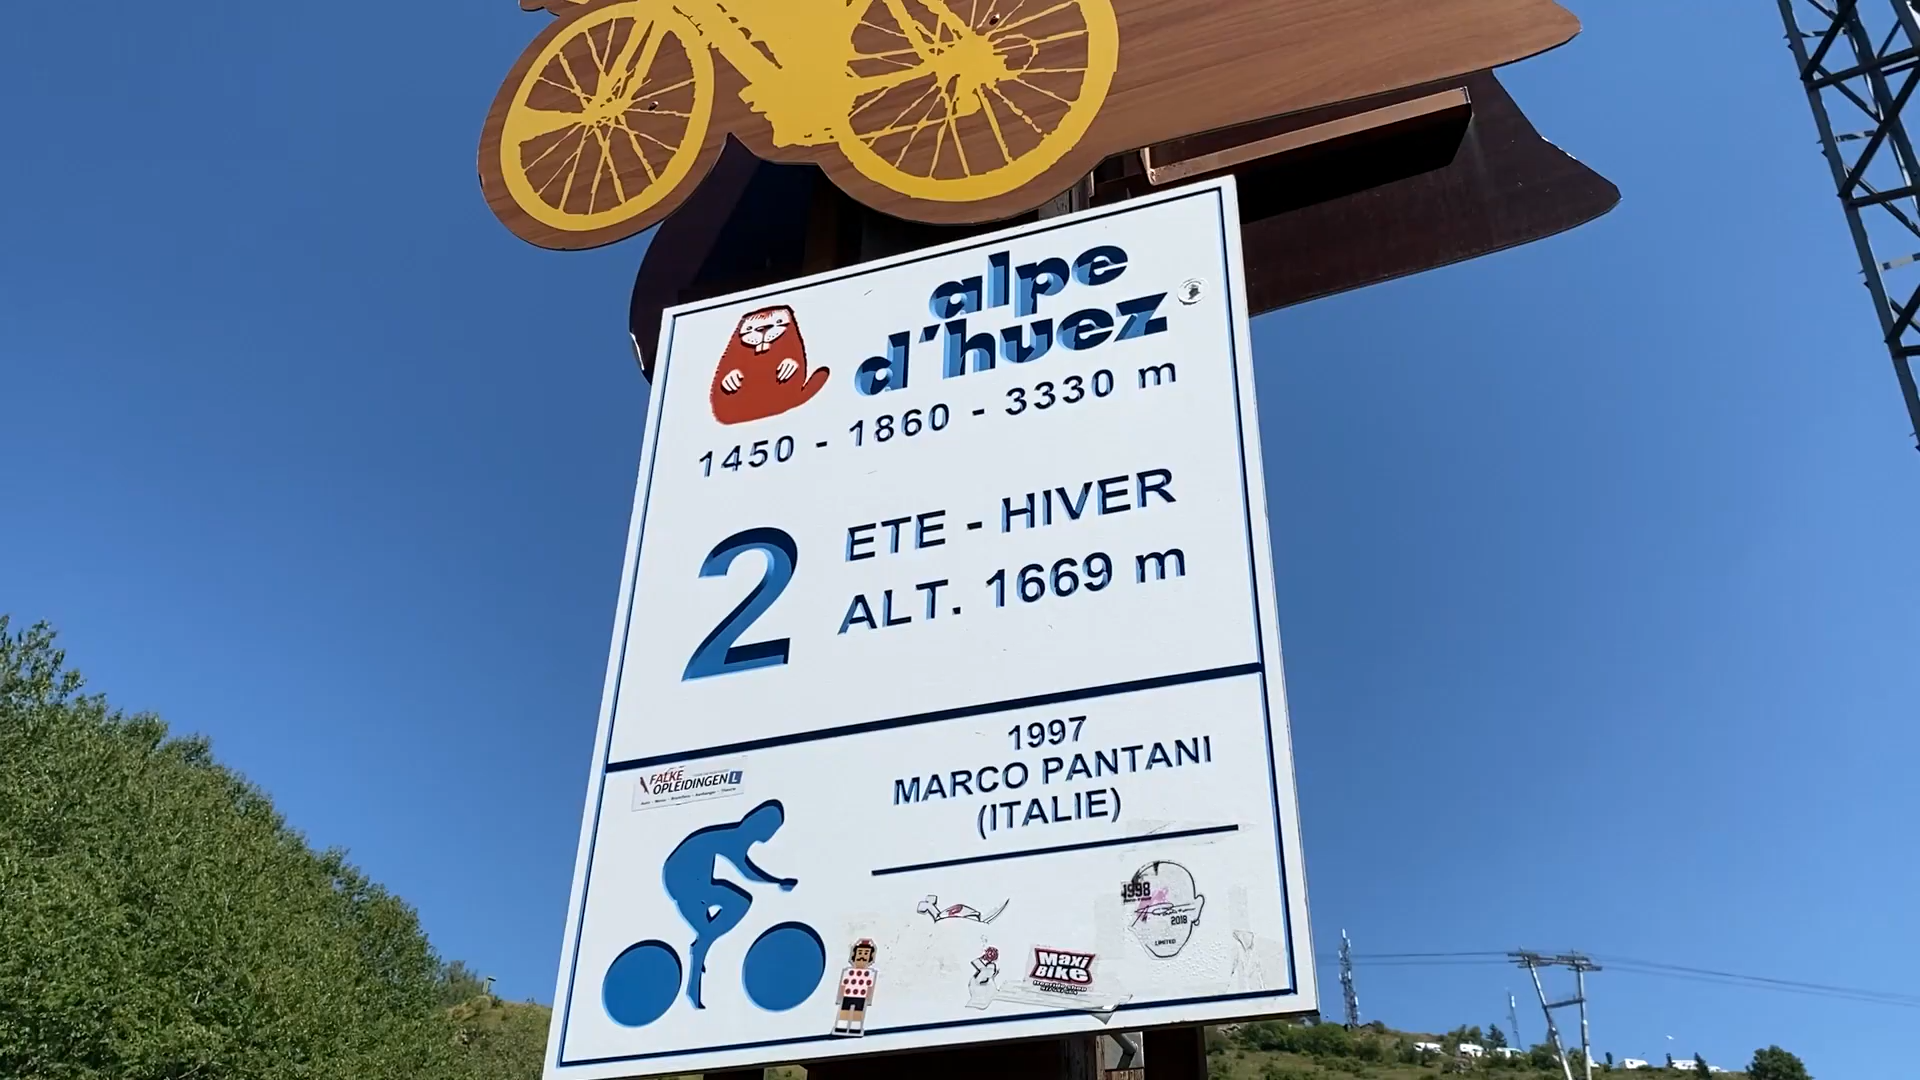 alpe
d'huez
1450 - 1860 - 3330 m
2
ETE - HIVER
ALT. 1669 m
1997
MARCO PANTANI
(ITALIE)
FALKE
OPLEIDINGEN L
1998
2018
LIMITED
MAXI
BIKE